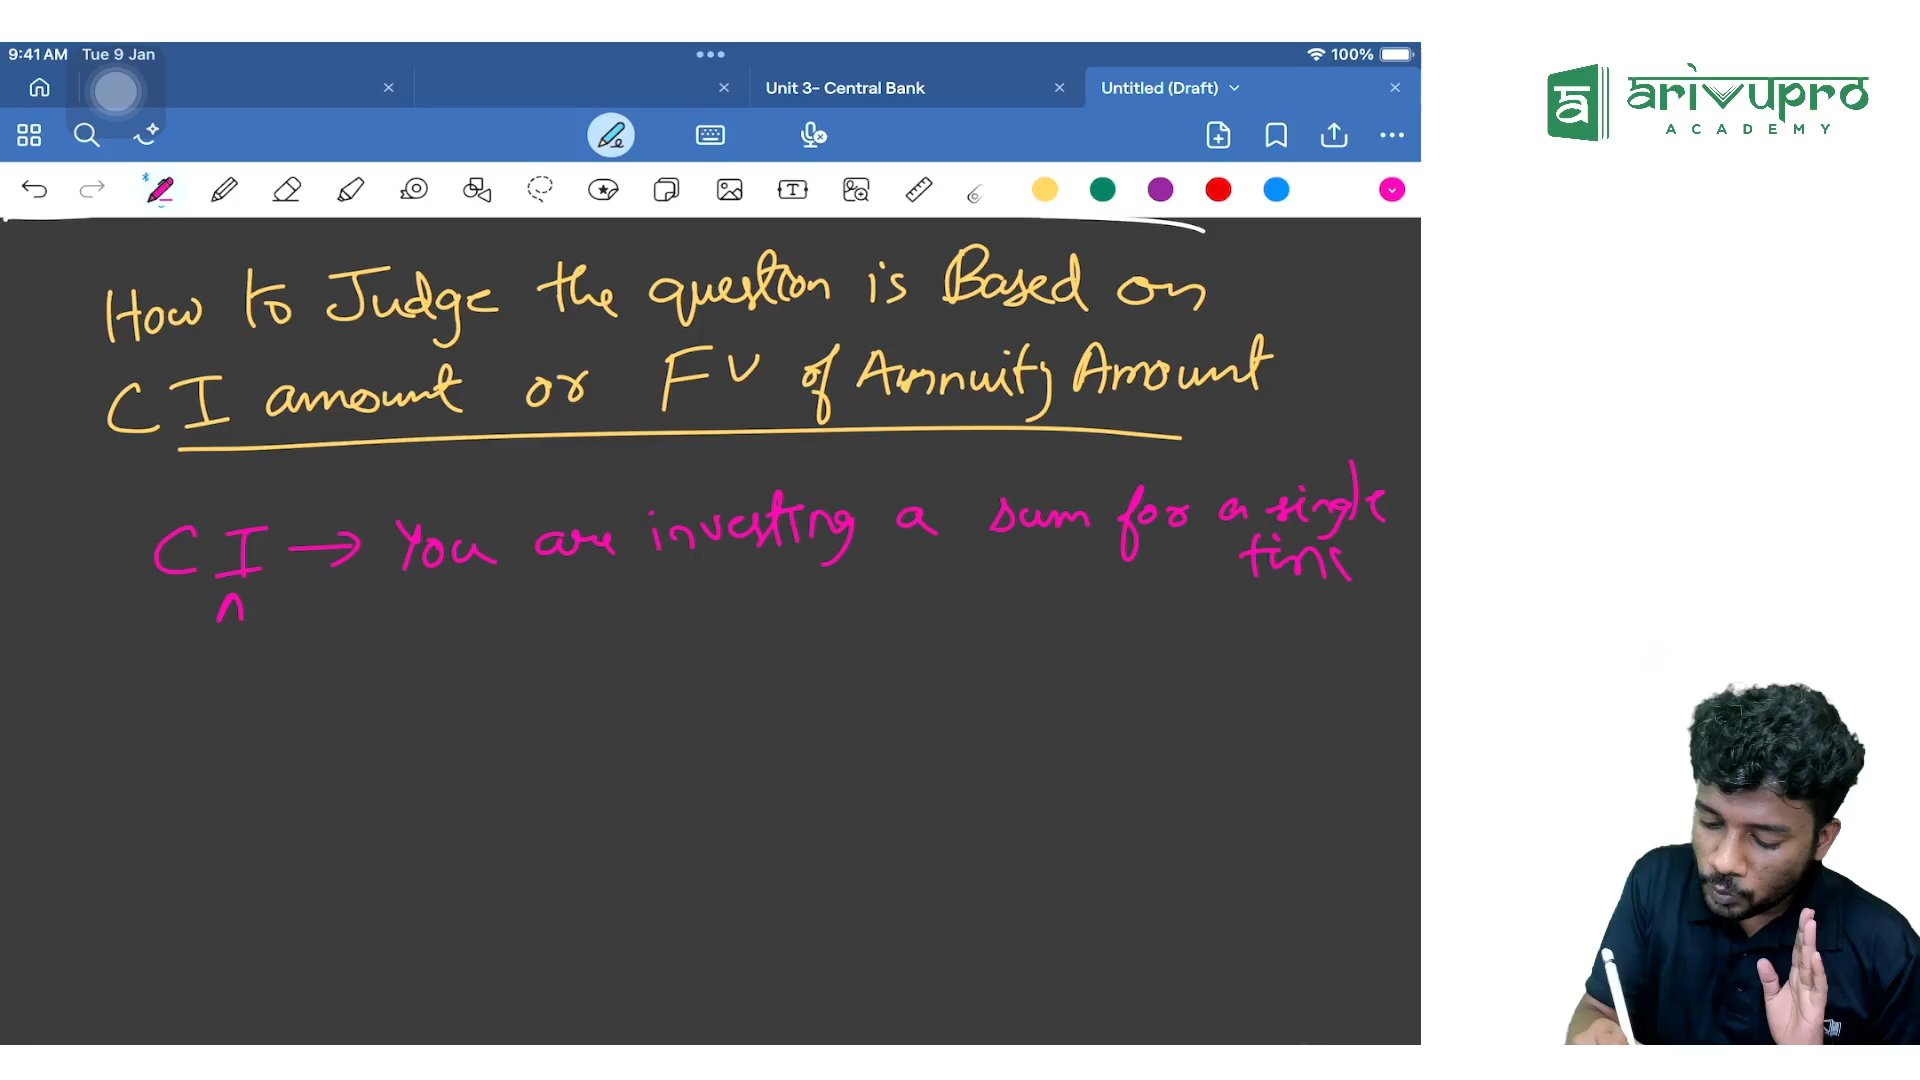 9:41 AM Tue 9 Jan
100%
Unit 3- Central Bank
Untitled (Draft)
arivupro
ACADEMY
How to Judge the question is Based on
CI amount or FV of Annuity Amount
CI → You are investing a sum for a single
time